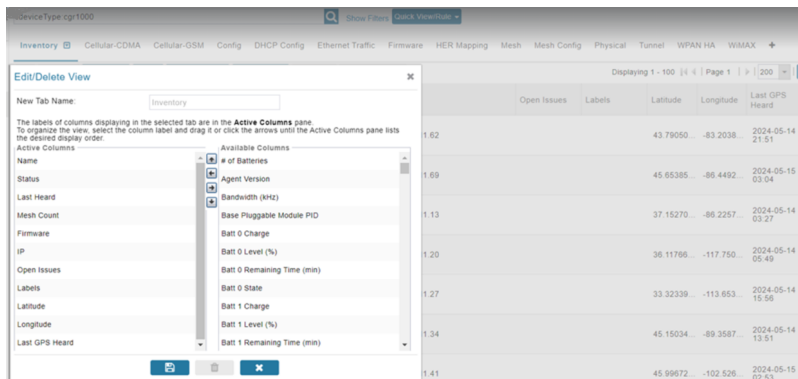 deviceType:cgr1000 Show Filters Quick View/Rule
Inventory Cellular-CDMA Cellular-GSM Config DHCP Config Ethernet Traffic Firmware HER Mapping Mesh Mesh Config Physical Tunnel WPAN HA WiMAX +
Edit/Delete View
New Tab Name: Inventory
The labels of columns displaying in the selected tab are in the Active Columns pane.
To organize the view, select the column label and drag it or click the arrows until the Active Columns pane lists
the desired display order.
Active Columns
Name
Status
Last Heard
Mesh Count
Firmware
IP
Open Issues
Labels
Latitude
Longitude
Last GPS Heard
Available Columns
# of Batteries
Agent Version
Bandwidth (kHz)
Base Pluggable Module PID
Batt 0 Charge
Batt 0 Level (%)
Batt 0 Remaining Time (min)
Batt 0 State
Batt 1 Charge
Batt 1 Level (%)
Batt 1 Remaining Time (min)
Displaying 1 - 100 Page 1 200
Open Issues Labels Latitude Longitude Last GPS
Heard
1.62 43.79050... -83.2038... 2024-05-14
21:51
1.69 45.65385... -86.4492... 2024-05-15
03:04
1.13 37.15270... -86.2257... 2024-05-14
03:27
1.20 36.11766... -117.750... 2024-05-14
05:49
1.27 33.32339... -113.653... 2024-05-14
15:56
1.34 45.15034... -89.3587... 2024-05-14
13:51
1.41 45.99672... -102.526... 2024-05-15
02:53